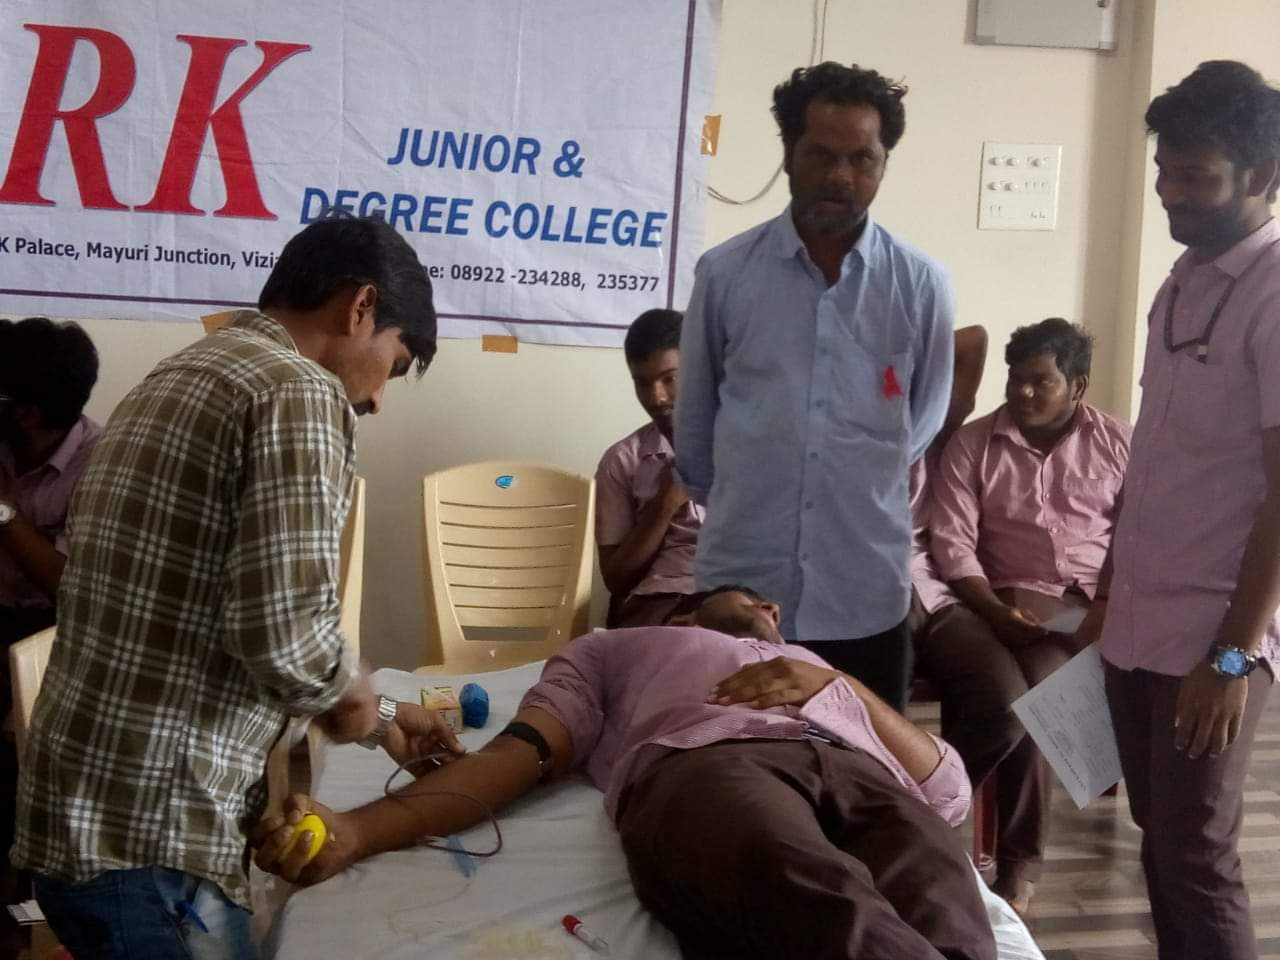 RK
JUNIOR &
DEGREE COLLEGE
K Palace, Mayuri Junction, Vizi
e: 08922 -234288, 235377